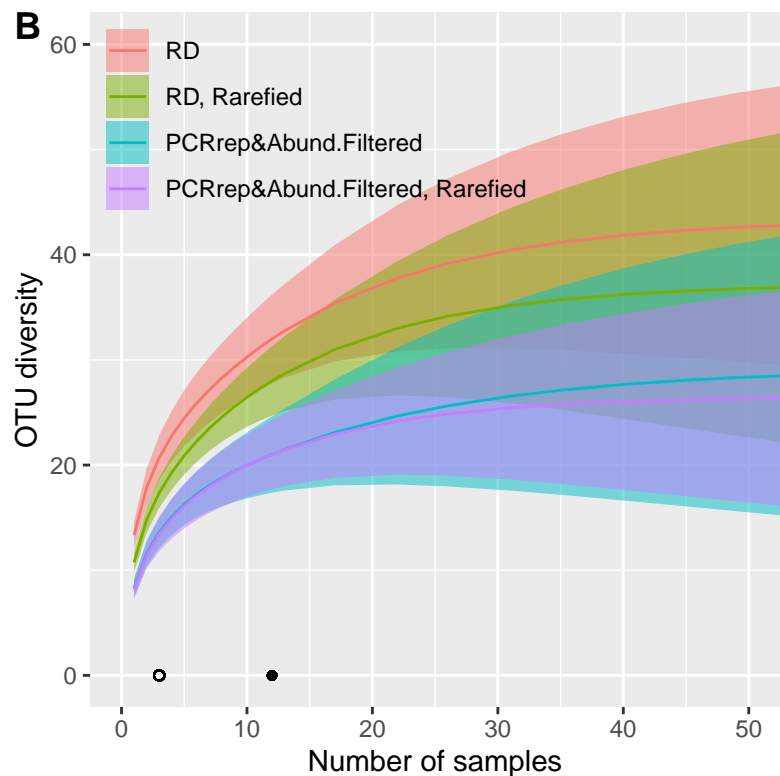 B
RD
RD, Rarefied
PCRrep&Abund.Filtered
PCRrep&Abund.Filtered, Rarefied
OTU diversity
60
40
20
0
0 10 20 30 40 50
Number of samples